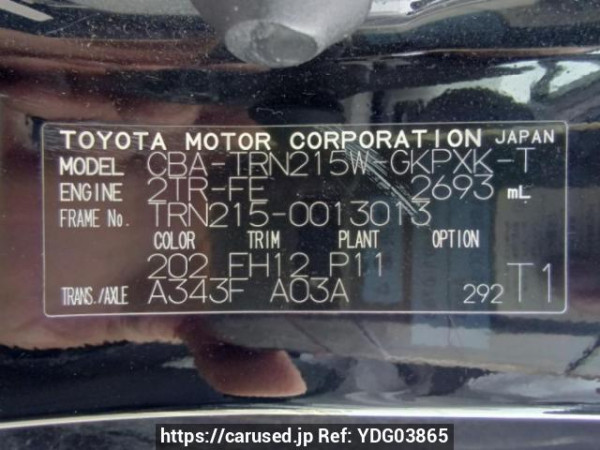 TOYOTA MOTOR CORPORATION JAPAN
MODEL CBA-TRN215W-GKPXK-T
ENGINE 2TR-FE 2693 mL
FRAME No. TRN215-0013013
COLOR TRIM PLANT OPTION
202 FH12 P11
TRANS./AXLE A343F A03A 292 T1
https://carused.jp Ref: YDG03865